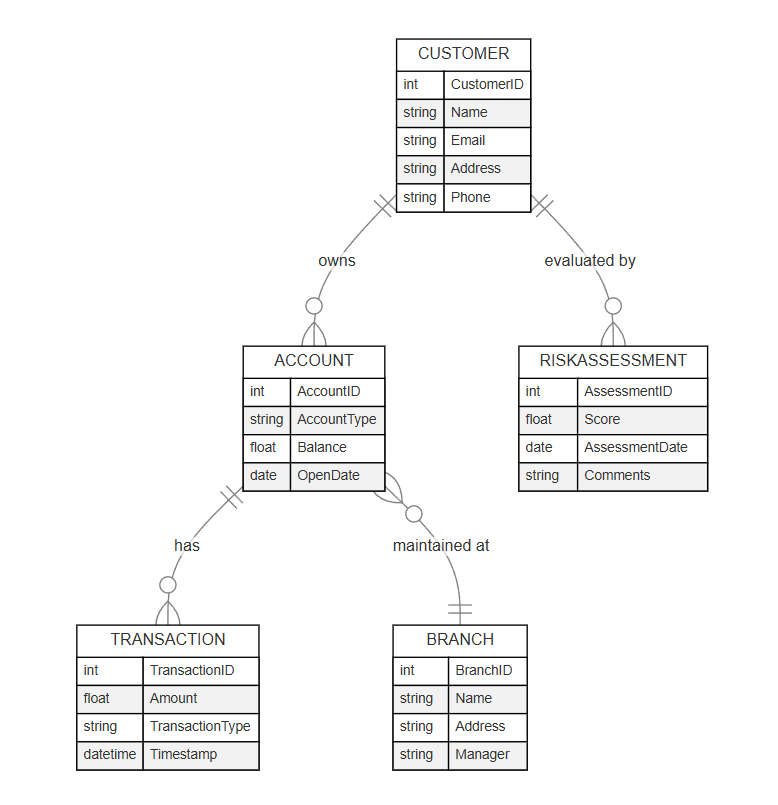 CUSTOMER
int CustomerID
string Name
string Email
string Address
string Phone
owns
evaluated by
ACCOUNT
int AccountID
string AccountType
float Balance
date OpenDate
RISKASSESSMENT
int AssessmentID
float Score
date AssessmentDate
string Comments
has
maintained at
TRANSACTION
int TransactionID
float Amount
string TransactionType
datetime Timestamp
BRANCH
int BranchID
string Name
string Address
string Manager